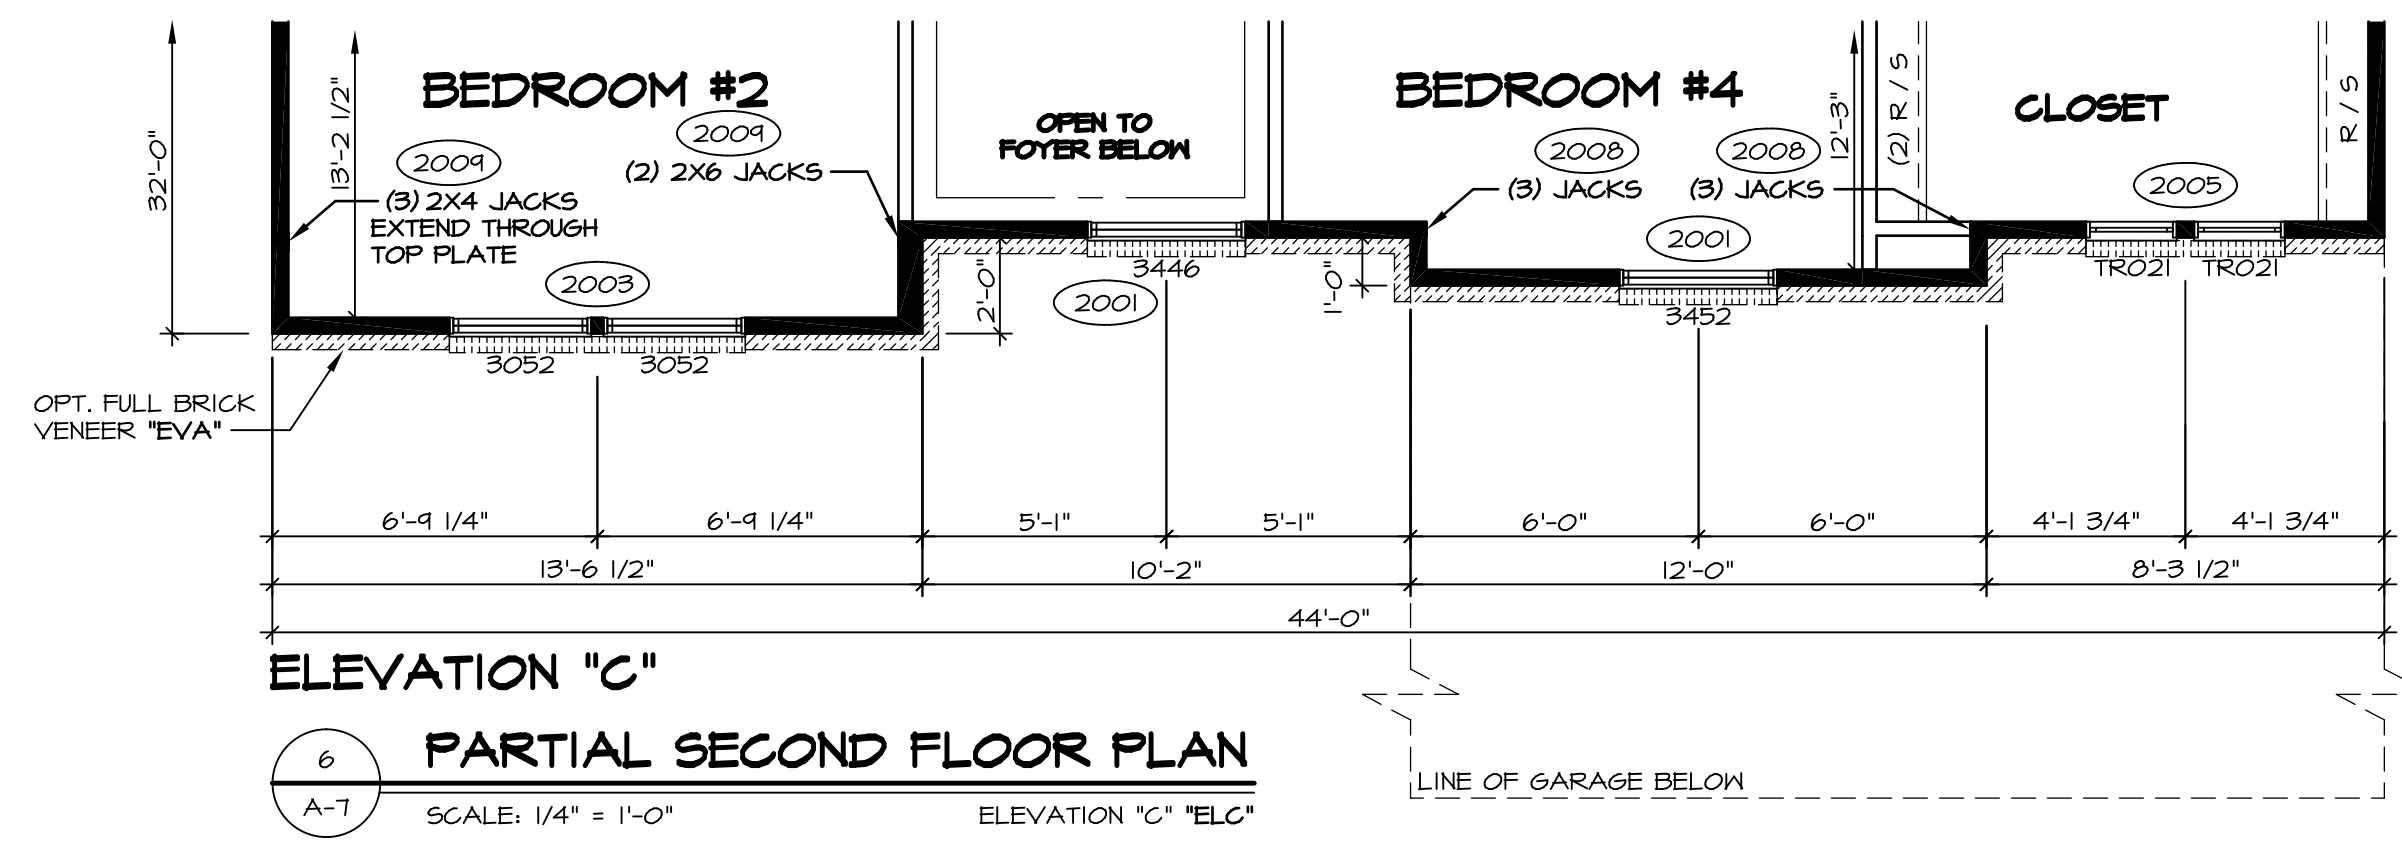 32'-0"
13'-2 1/2"
BEDROOM #2
2009
2009
(2) 2X6 JACKS
(3) 2X4 JACKS
EXTEND THROUGH
TOP PLATE
2003
3052 3052
OPEN TO
FOYER BELOW
2'-0"
3446
2001
1'-0"
BEDROOM #4
2008
2008
(3) JACKS
(3) JACKS
12'-3"
2001
3452
(2) R / S
CLOSET
R / S
2005
TR021 TR021
OPT. FULL BRICK
VENEER "EVA"
6'-9 1/4" 6'-9 1/4" 5'-1" 5'-1" 6'-0" 6'-0" 4'-1 3/4" 4'-1 3/4"
13'-6 1/2" 10'-2" 12'-0" 8'-3 1/2"
44'-0"
ELEVATION "C"
6
A-7
PARTIAL SECOND FLOOR PLAN
SCALE: 1/4" = 1'-0" ELEVATION "C" "ELC"
LINE OF GARAGE BELOW